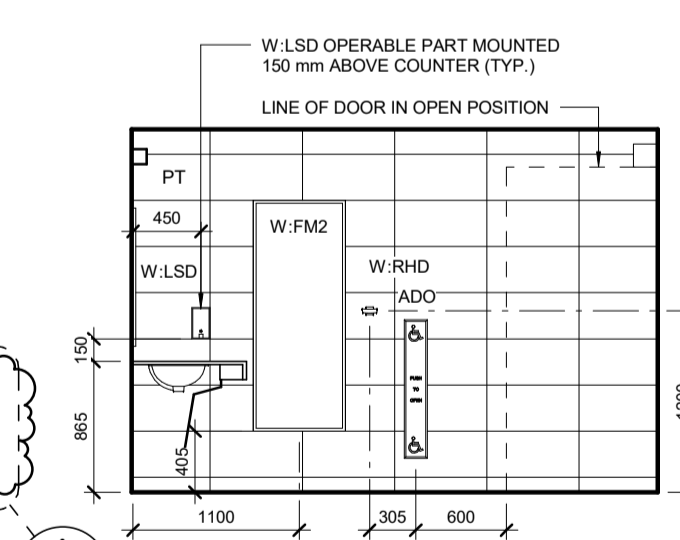 W:LSD OPERABLE PART MOUNTED
150 mm ABOVE COUNTER (TYP.)
LINE OF DOOR IN OPEN POSITION
PT
450
W:FM2
W:LSD
W:RHD
ADO
150
PUSH
TO
OPEN
865
405
1100
305
600